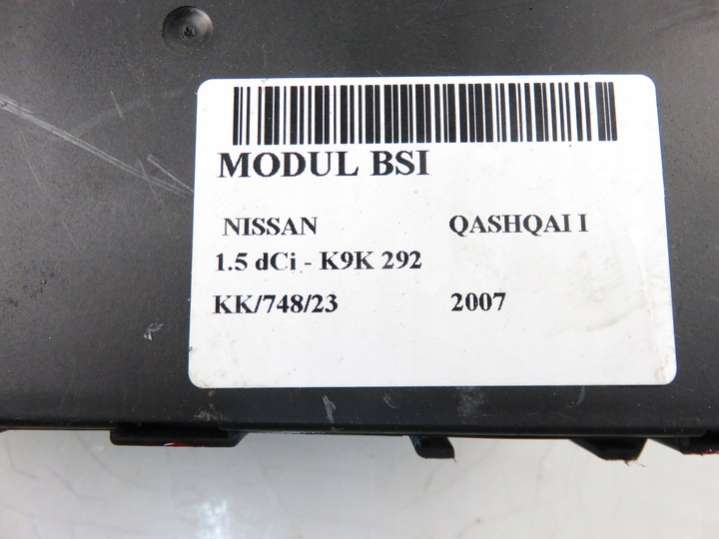 MODUL BSI
NISSAN QASHQAI I
1.5 dCi - K9K 292
KK/748/23 2007